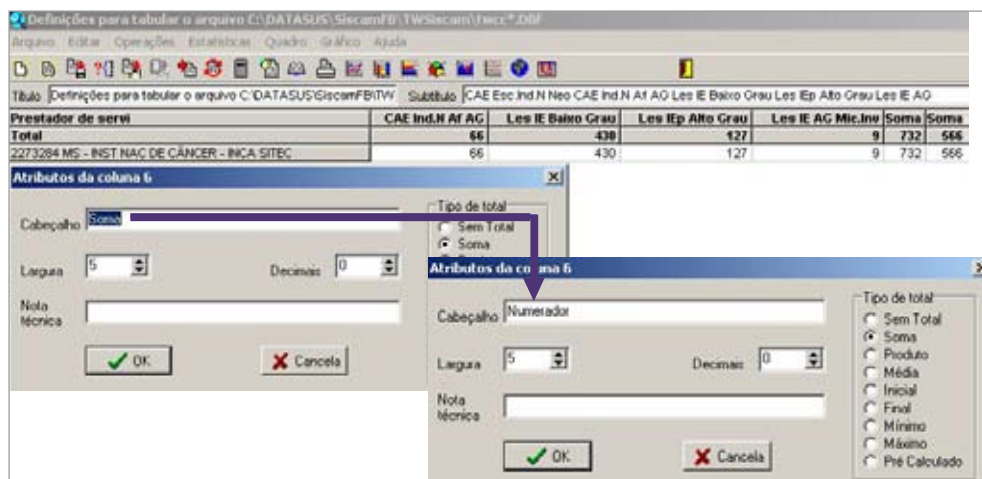 Definições para tabular o arquivo C:\DATASUS\SiscamFB\TWSiscam\twcc*.DBF
Arquivo Editar Operações Estatísticas Quadro Gráfico Ajuda
Título Definições para tabular o arquivo C:\DATASUS\SiscamFB\TW Subtítulo CAE Esc.Ind.N Neo CAE Ind.N Af AG Les IE Baixo Grau Les IEp Alto Grau Les IE AG
Prestador de servi CAE Ind.N Af AG Les IE Baixo Grau Les IEp Alto Grau Les IE AG Mic.Inv Soma Soma
Total 66 430 127 9 732 566
2273284 MS - INST NAC DE CÂNCER - INCA SITEC 66 430 127 9 732 566
Atributos da coluna 6
Cabeçalho Soma
Tipo de total
Sem Total
Soma
Largura 5 Decimais 0
Nota técnica
OK Cancela
Atributos da coluna 6
Cabeçalho Numerador
Largura 5 Decimais 0
Nota técnica
OK Cancela
Tipo de total
Sem Total
Soma
Produto
Média
Inicial
Final
Mínimo
Máximo
Pré Calculado